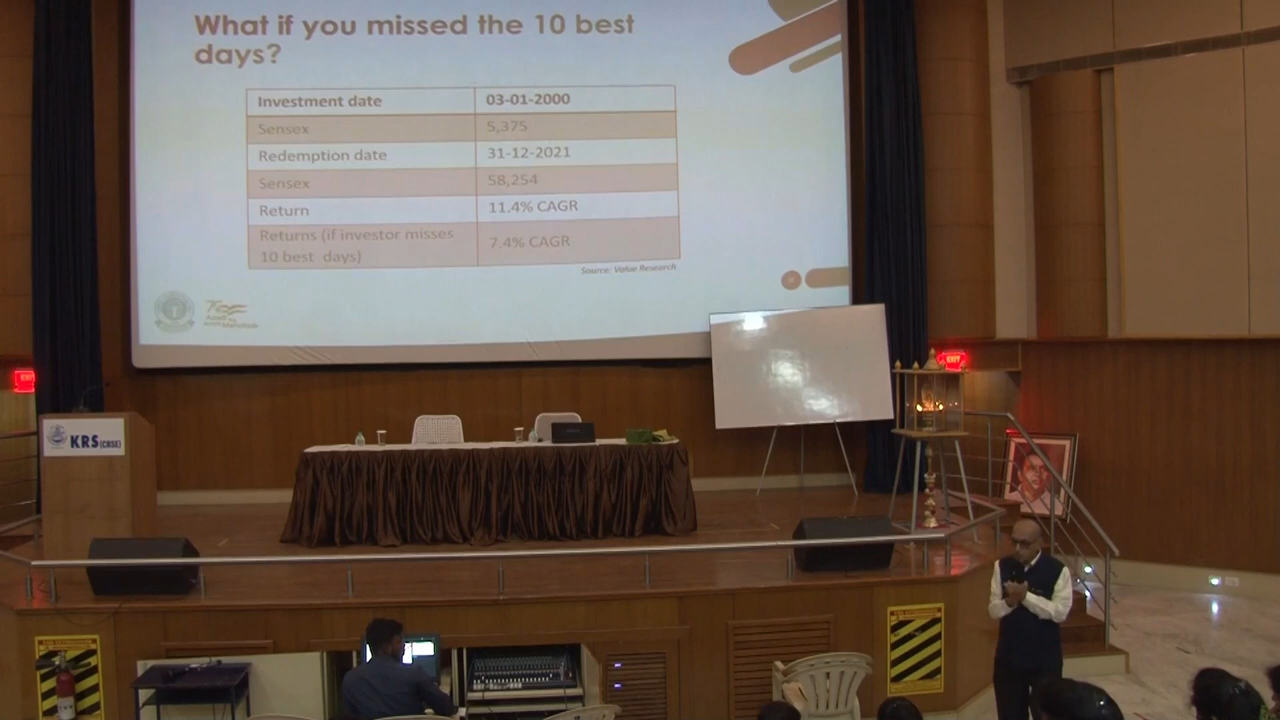 What if you missed the 10 best
days?
Investment date 03-01-2000
Sensex 5,375
Redemption date 31-12-2021
Sensex 58,254
Return 11.4% CAGR
Returns (if investor misses
10 best days) 7.4% CAGR
Source: Value Research
Azadi
EXIT
KRS (CBSE)